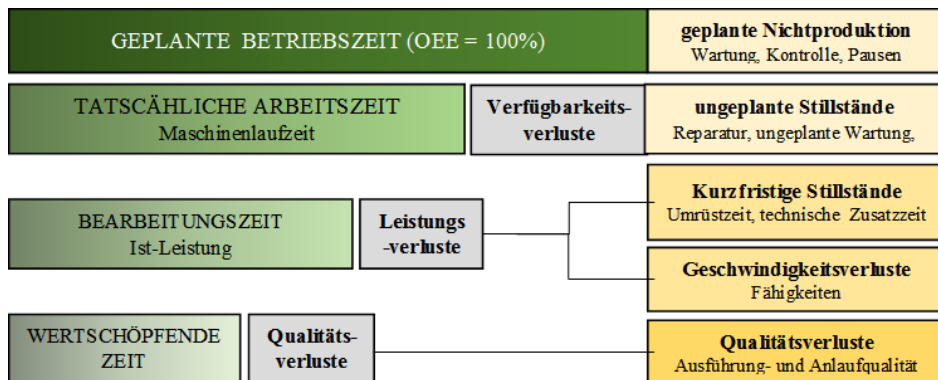 GEPLANTE BETRIEBSZEIT (OEE = 100%)
geplante Nichtproduktion
Wartung, Kontrolle, Pausen
TATSCÄHLICHE ARBEITSZEIT
Maschinenlaufzeit
Verfügbarkeits-
verluste
ungeplante Stillstände
Reparatur, ungeplante Wartung,
BEARBEITUNGSZEIT
Ist-Leistung
Leistungs
-verluste
Kurzfristige Stillstände
Umrüstzeit, technische Zusatzzeit
Geschwindigkeitsverluste
Fähigkeiten
WERTSCHÖPFENDE
ZEIT
Qualitäts-
verluste
Qualitätsverluste
Ausführung- und Anlaufqualität